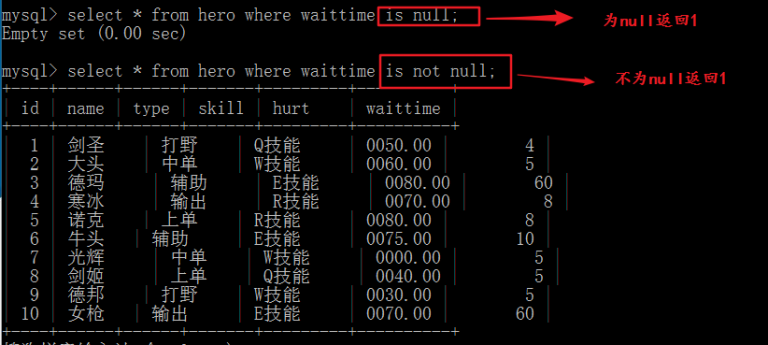 mysql> select * from hero where waittime is null;
为null返回1
Empty set (0.00 sec)
mysql> select * from hero where waittime is not null;
不为null返回1
+----+------+------+-------+---------+----------+
| id | name | type | skill | hurt | waittime |
+----+------+------+-------+---------+----------+
| 1 | 剑圣 | 打野 | Q技能 | 0050.00 | 4 |
| 2 | 大头 | 中单 | W技能 | 0060.00 | 5 |
| 3 | 德玛 | 辅助 | E技能 | 0080.00 | 60 |
| 4 | 寒冰 | 输出 | R技能 | 0070.00 | 8 |
| 5 | 诺克 | 上单 | R技能 | 0080.00 | 8 |
| 6 | 牛头 | 辅助 | E技能 | 0075.00 | 10 |
| 7 | 光辉 | 中单 | W技能 | 0000.00 | 5 |
| 8 | 剑姬 | 上单 | Q技能 | 0040.00 | 5 |
| 9 | 德邦 | 打野 | W技能 | 0030.00 | 5 |
| 10 | 女枪 | 输出 | E技能 | 0070.00 | 60 |
+----+------+------+-------+---------+----------+